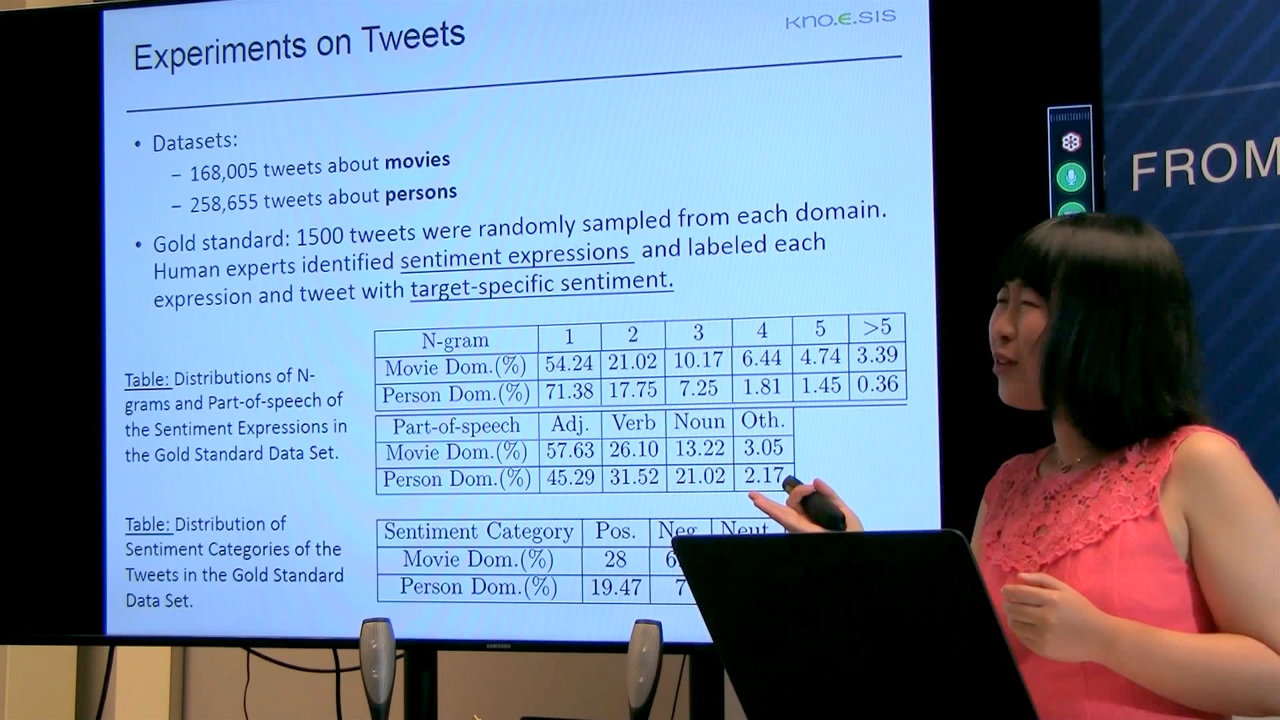 Experiments on Tweets
kno.e.sis
• Datasets:
– 168,005 tweets about movies
– 258,655 tweets about persons
• Gold standard: 1500 tweets were randomly sampled from each domain.
Human experts identified sentiment expressions and labeled each
expression and tweet with target-specific sentiment.
Table: Distributions of N-
grams and Part-of-speech of
the Sentiment Expressions in
the Gold Standard Data Set.
N-gram 1 2 3 4 5 >5
Movie Dom.(%) 54.24 21.02 10.17 6.44 4.74 3.39
Person Dom.(%) 71.38 17.75 7.25 1.81 1.45 0.36
Part-of-speech Adj. Verb Noun Oth.
Movie Dom.(%) 57.63 26.10 13.22 3.05
Person Dom.(%) 45.29 31.52 21.02 2.17
Table: Distribution of
Sentiment Categories of the
Tweets in the Gold Standard
Data Set.
Sentiment Category Pos. Neg. Neut.
Movie Dom.(%) 28
Person Dom.(%) 19.47
FROM
SAMSUNG